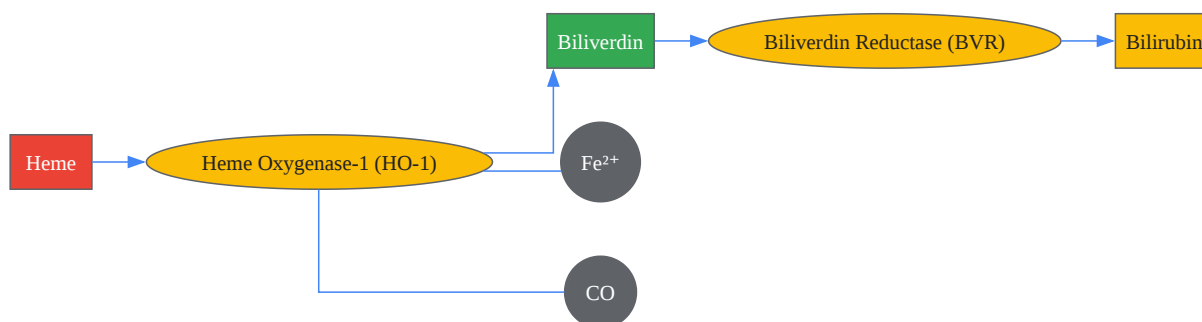 Biliverdin
Biliverdin Reductase (BVR)
Bilirubin
Heme
Heme Oxygenase-1 (HO-1)
Fe²⁺
CO